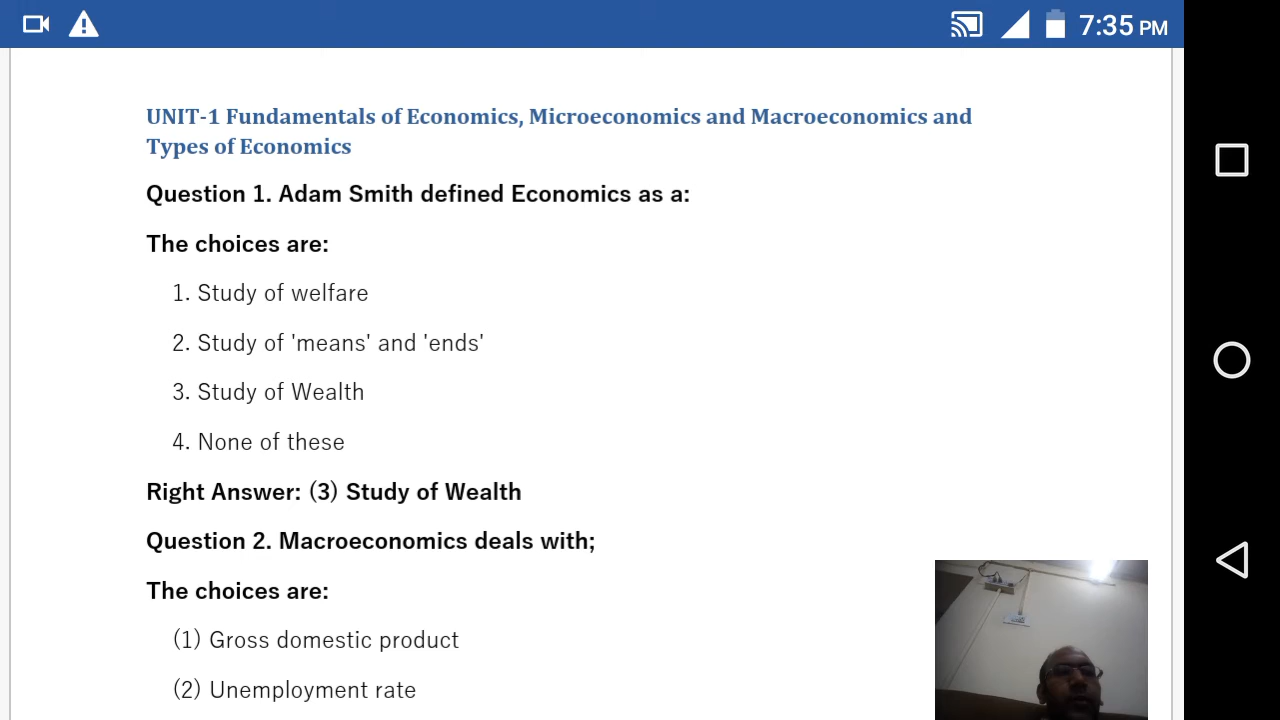 7:35 PM
UNIT-1 Fundamentals of Economics, Microeconomics and Macroeconomics and
Types of Economics
Question 1. Adam Smith defined Economics as a:
The choices are:
1. Study of welfare
2. Study of 'means' and 'ends'
3. Study of Wealth
4. None of these
Right Answer: (3) Study of Wealth
Question 2. Macroeconomics deals with;
The choices are:
(1) Gross domestic product
(2) Unemployment rate